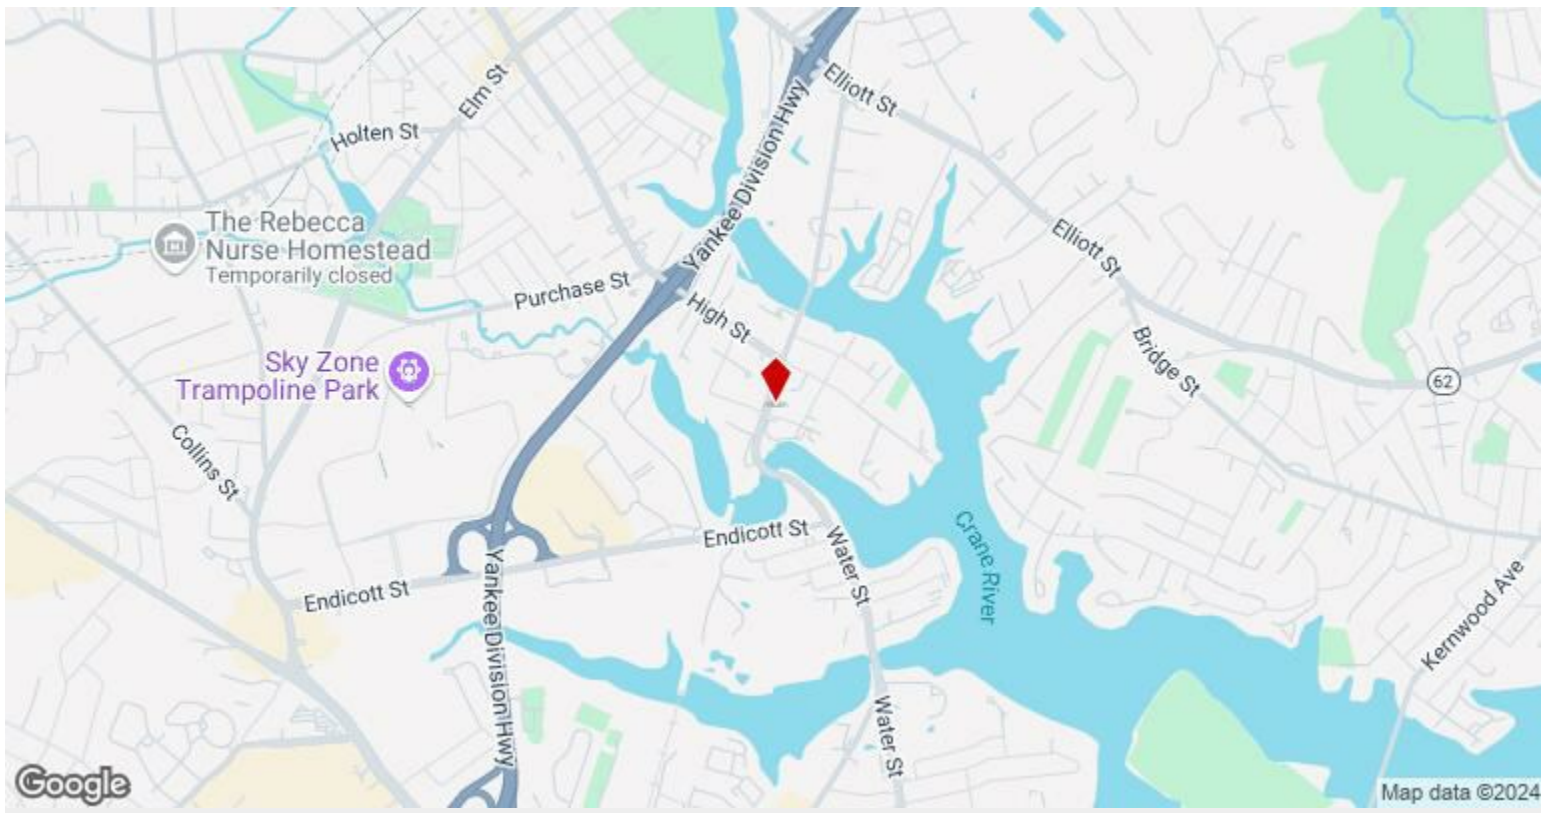 Elm St
Elliott St
Holten St
Yankee Division Hwy
The Rebecca
Nurse Homestead
Temporarily closed
Elliott St
Purchase St
High St
Sky Zone
Trampoline Park
Bridge St
62
Collins St
Endicott St
Water St
Crane River
Endicott St
Yankee Division Hwy
Kernwood Ave
Water St
Google
Map data ©2024